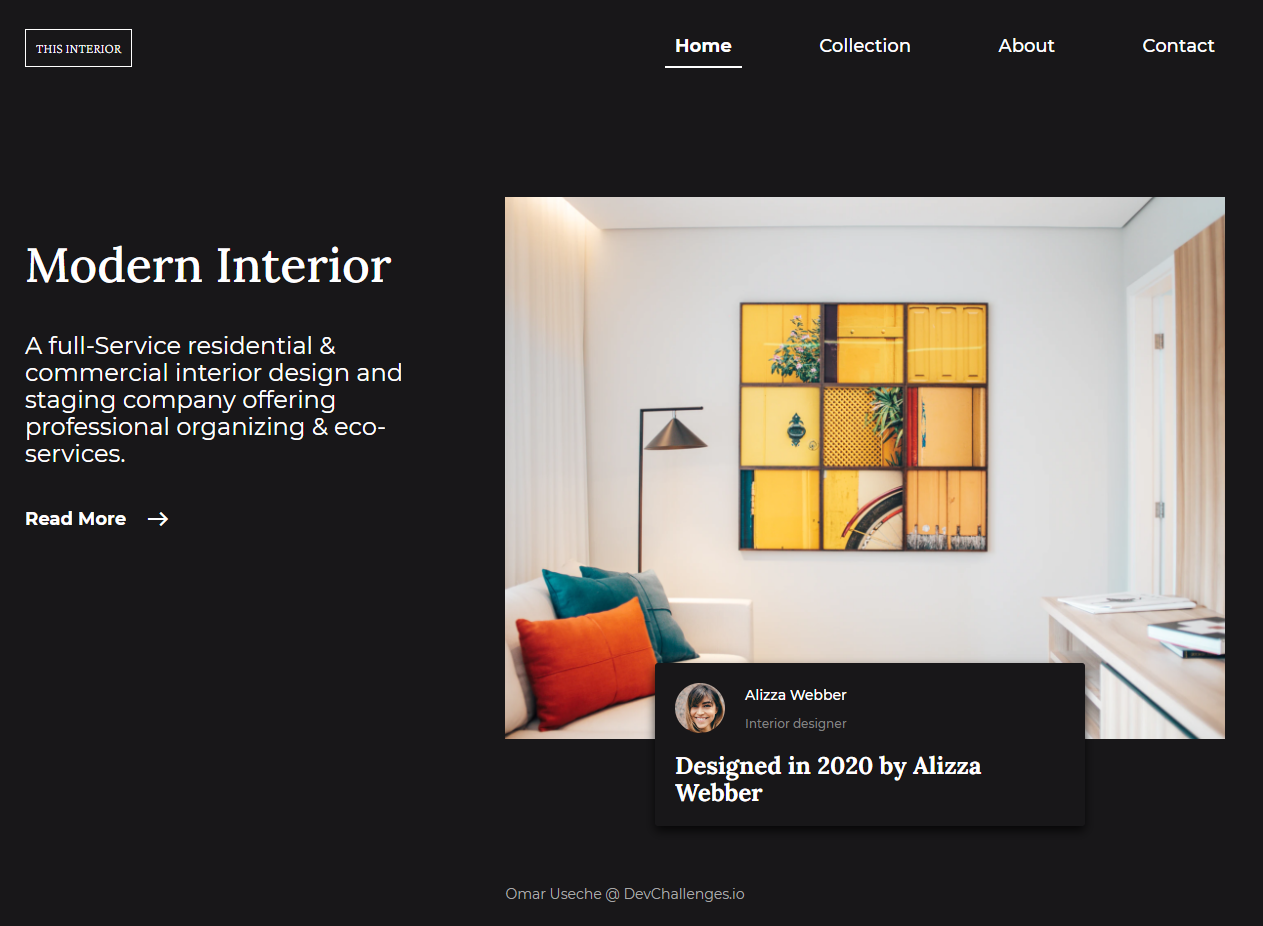 THIS INTERIOR
Home
Collection
About
Contact
Modern Interior
A full-Service residential &
commercial interior design and
staging company offering
professional organizing & eco-
services.
Read More
Alizza Webber
Interior designer
Designed in 2020 by Alizza
Webber
Omar Useche @ DevChallenges.io